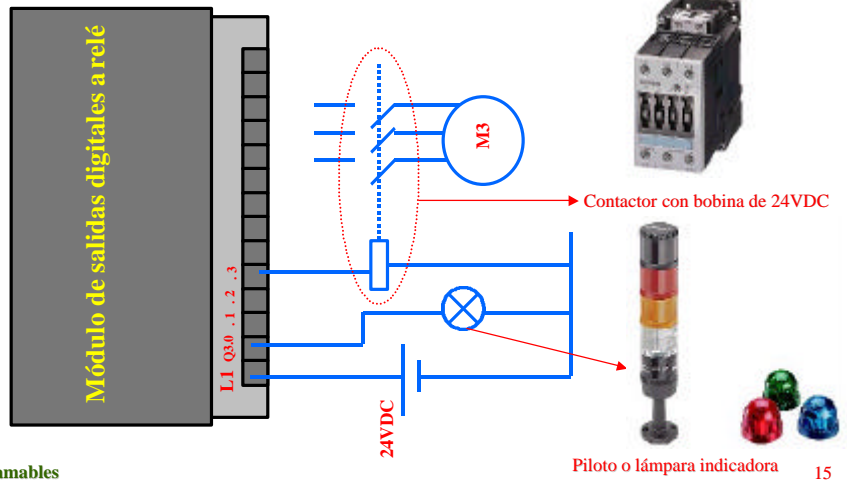 Módulo de salidas digitales a relé
L1 Q3.0 .1 .2 .3
M3
Contactor con bobina de 24VDC
24VDC
Piloto o lámpara indicadora
15